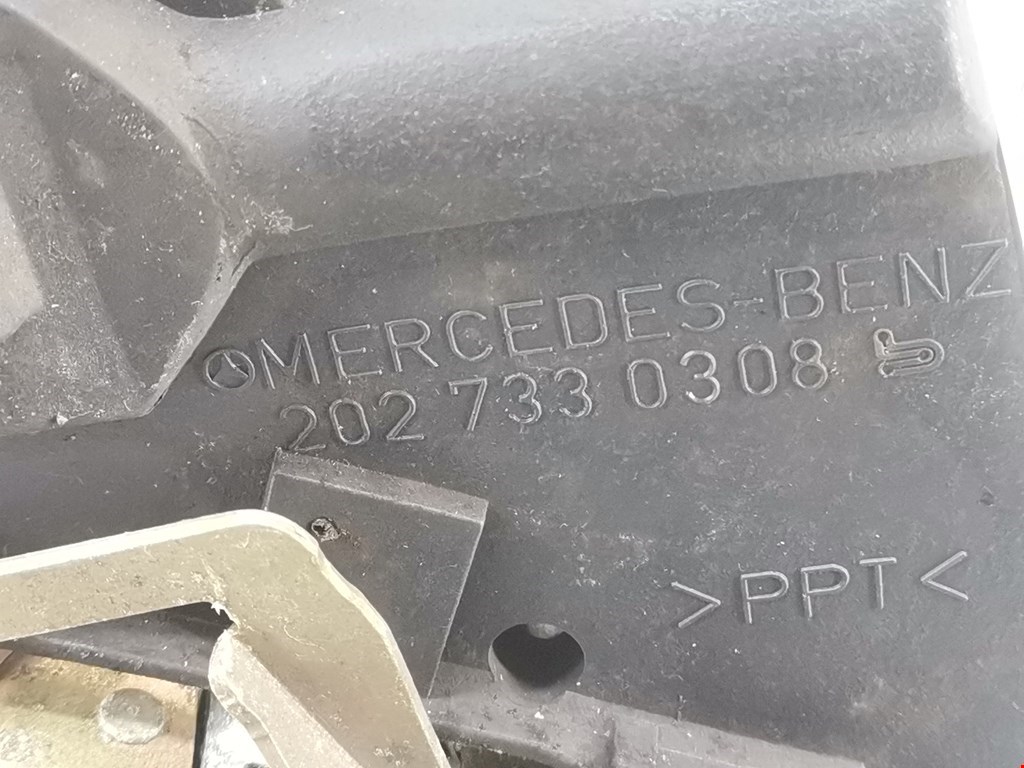 MERCEDES-BENZ
202 733 0308
>PPT<